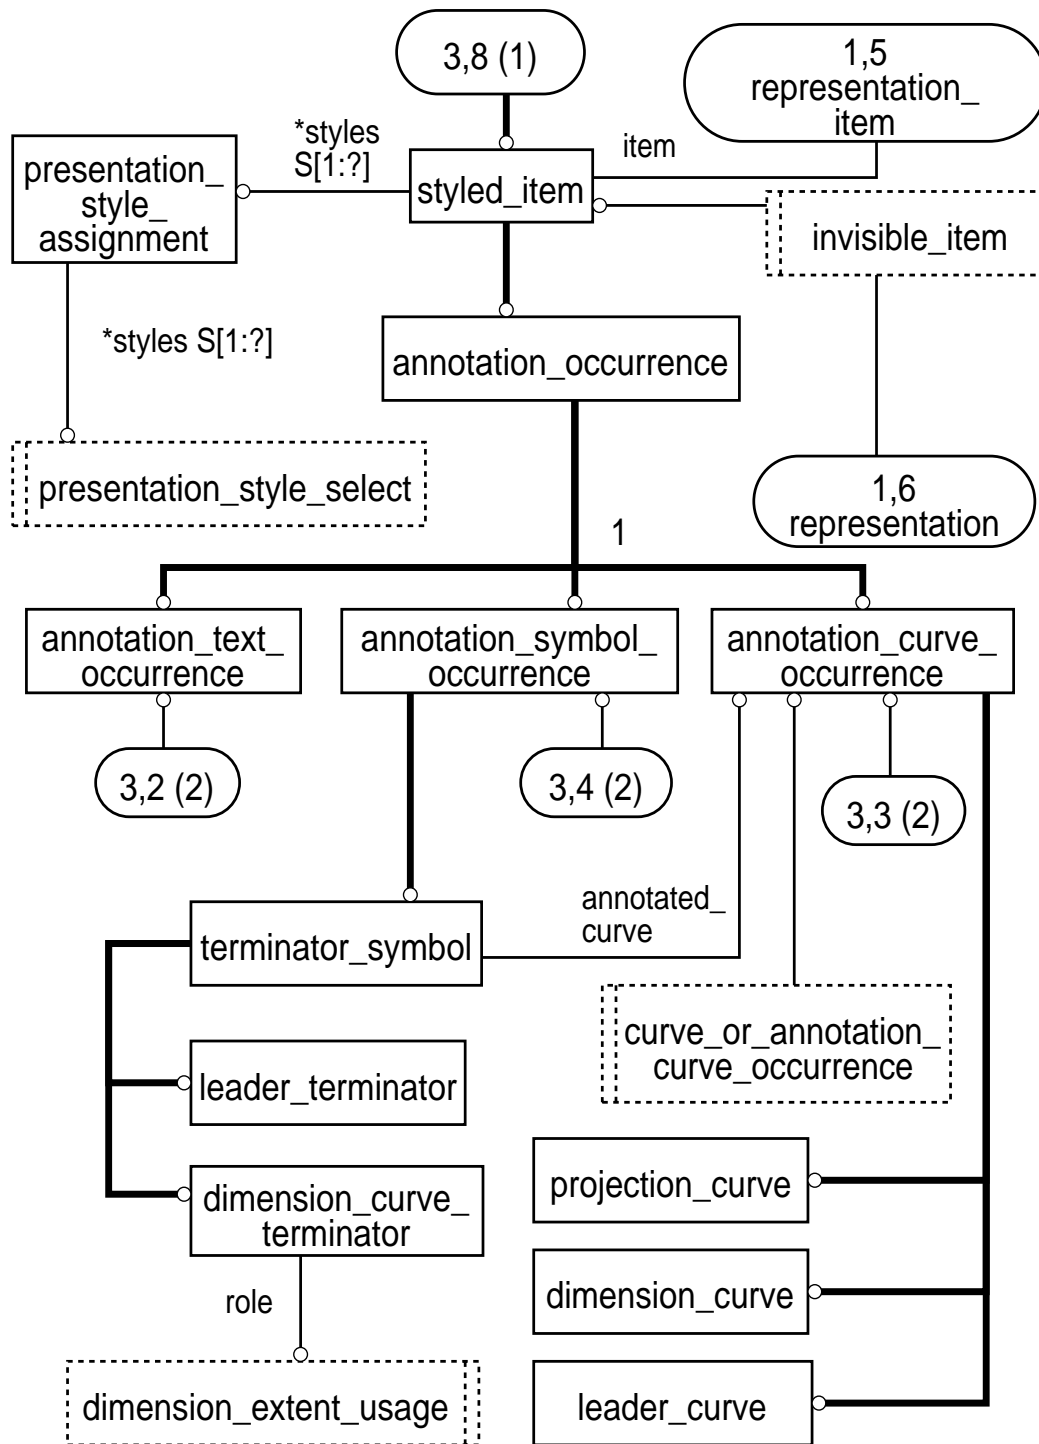 3,8 (1)
1,5
representation_
item
*styles
S[1:?]
item
presentation_
style_
assignment
styled_item
invisible_item
*styles S[1:?]
annotation_occurrence
presentation_style_select
1,6
representation
1
annotation_text_
occurrence
annotation_symbol_
occurrence
annotation_curve_
occurrence
3,2 (2)
3,4 (2)
3,3 (2)
annotated_
curve
terminator_symbol
curve_or_annotation_
curve_occurrence
leader_terminator
projection_curve
dimension_curve_
terminator
role
dimension_curve
dimension_extent_usage
leader_curve